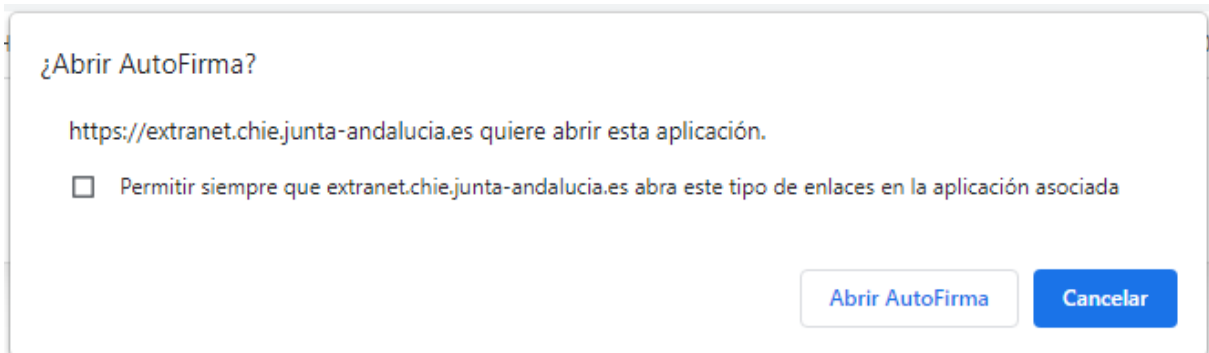 ¿Abrir AutoFirma?
https://extranet.chie.junta-andalucia.es quiere abrir esta aplicación.
Permitir siempre que extranet.chie.junta-andalucia.es abra este tipo de enlaces en la aplicación asociada
Abrir AutoFirma
Cancelar